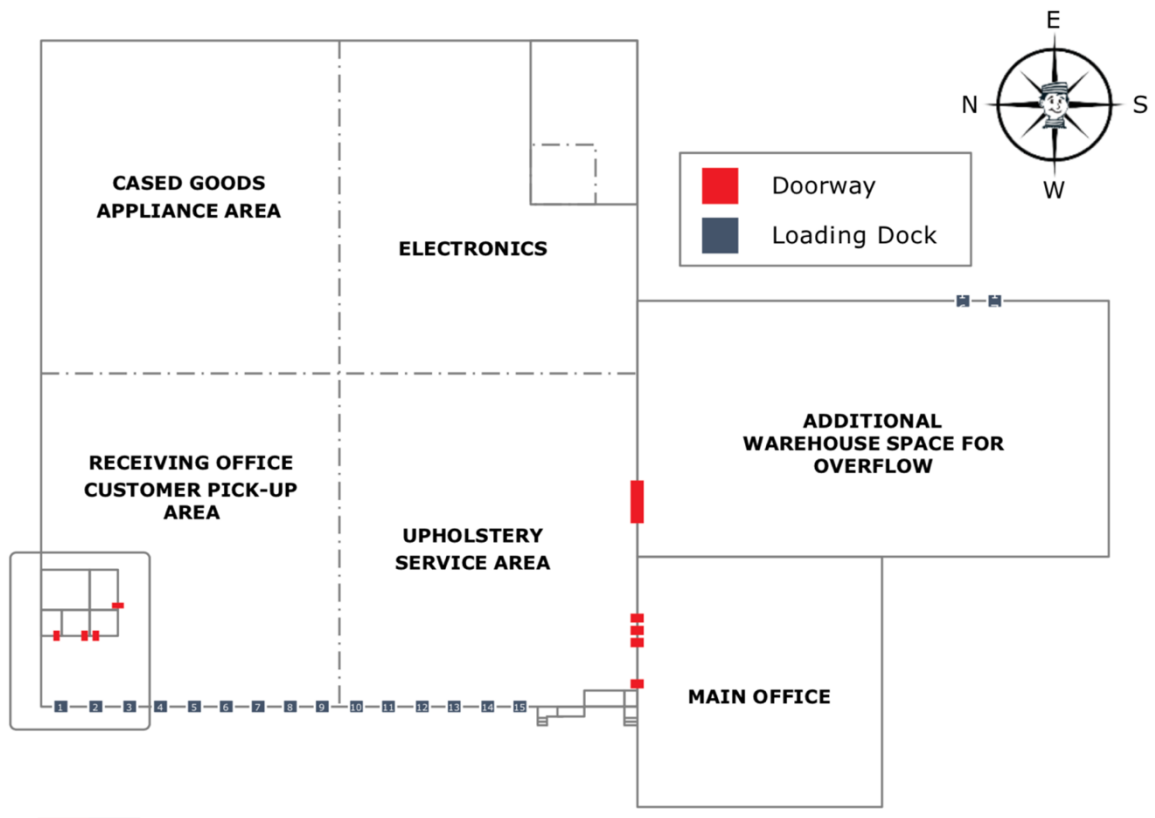 E
N
S
W
Doorway
Loading Dock
CASED GOODS
APPLIANCE AREA
ELECTRONICS
RECEIVING OFFICE
CUSTOMER PICK-UP
AREA
UPHOLSTERY
SERVICE AREA
ADDITIONAL
WAREHOUSE SPACE FOR
OVERFLOW
MAIN OFFICE
1 2 3 4 5 6 7 8 9 10 11 12 13 14 15